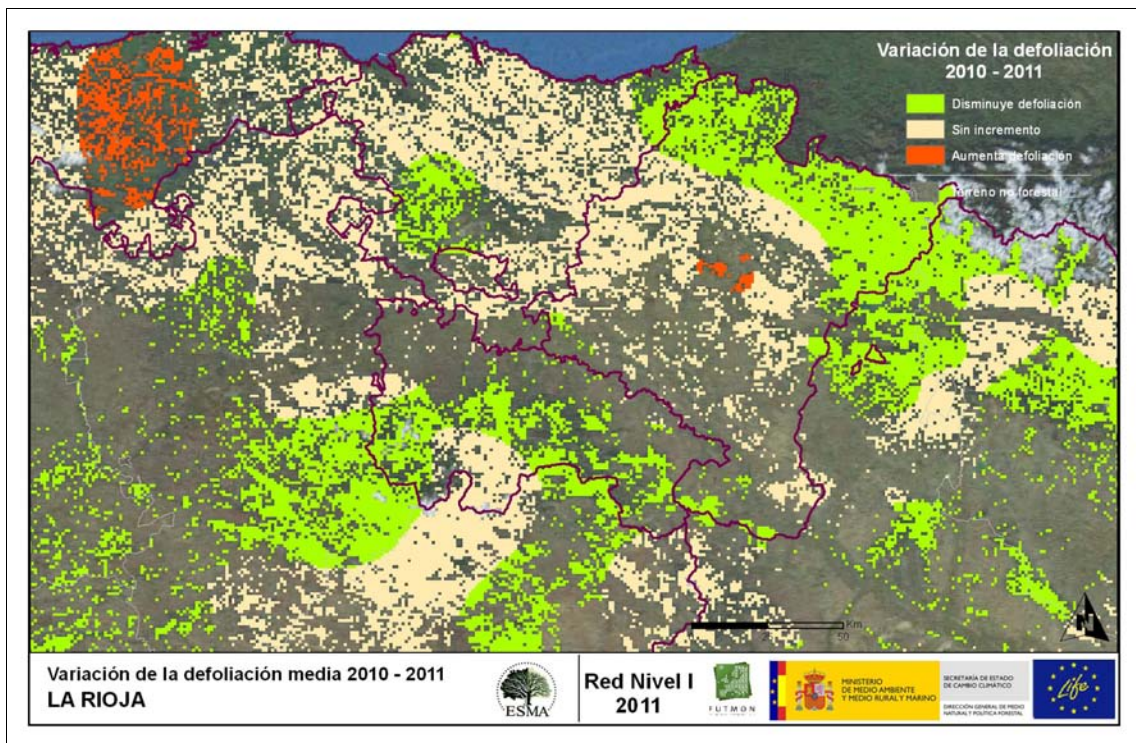 Variación de la defoliación
2010 - 2011
Disminuye defoliación
Sin incremento
Aumenta defoliación
Terreno no forestal
Km
50
N
Variación de la defoliación media 2010 - 2011
LA RIOJA
ESMA
Red Nivel I
2011
FUTMON
MINISTERIO
DE MEDIO AMBIENTE
Y MEDIO RURAL Y MARINO
SECRETARÍA DE ESTADO
DE CAMBIO CLIMÁTICO
DIRECCIÓN GENERAL DE MEDIO
NATURAL Y POLÍTICA FORESTAL
Life